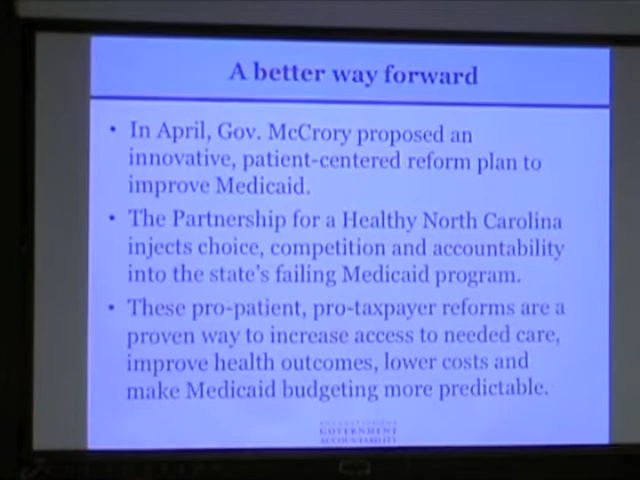 A better way forward
• In April, Gov. McCrory proposed an
innovative, patient-centered reform plan to
improve Medicaid.
• The Partnership for a Healthy North Carolina
injects choice, competition and accountability
into the state's failing Medicaid program.
• These pro-patient, pro-taxpayer reforms are a
proven way to increase access to needed care,
improve health outcomes, lower costs and
make Medicaid budgeting more predictable.
GOVERNMENT
ACCOUNTABILITY